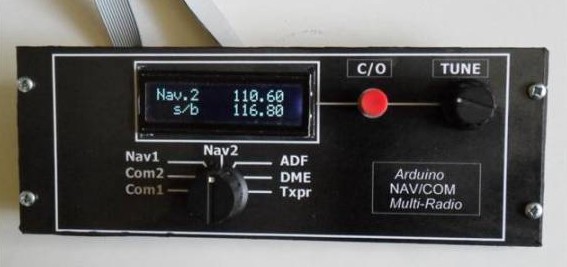 C/O
TUNE
Nav.2 110.60
s/b 116.80
Nav2
Nav1
ADF
Com2
DME
Com1
Txpr
Arduino
NAV/COM
Multi-Radio